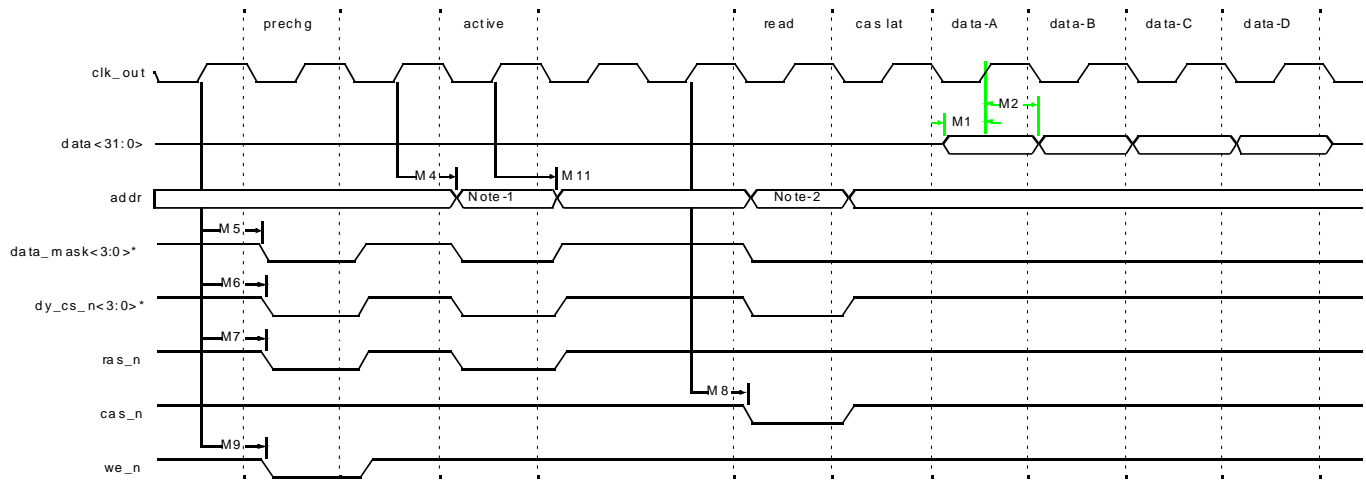 prechg active read cas lat data-A data-B data-C data-D
clk_out
M2
M1
data<31:0>
M4 M11
addr Note-1 Note-2
M5
data_mask<3:0>*
M6
dy_cs_n<3:0>*
M7
ras_n
M8
cas_n
M9
we_n